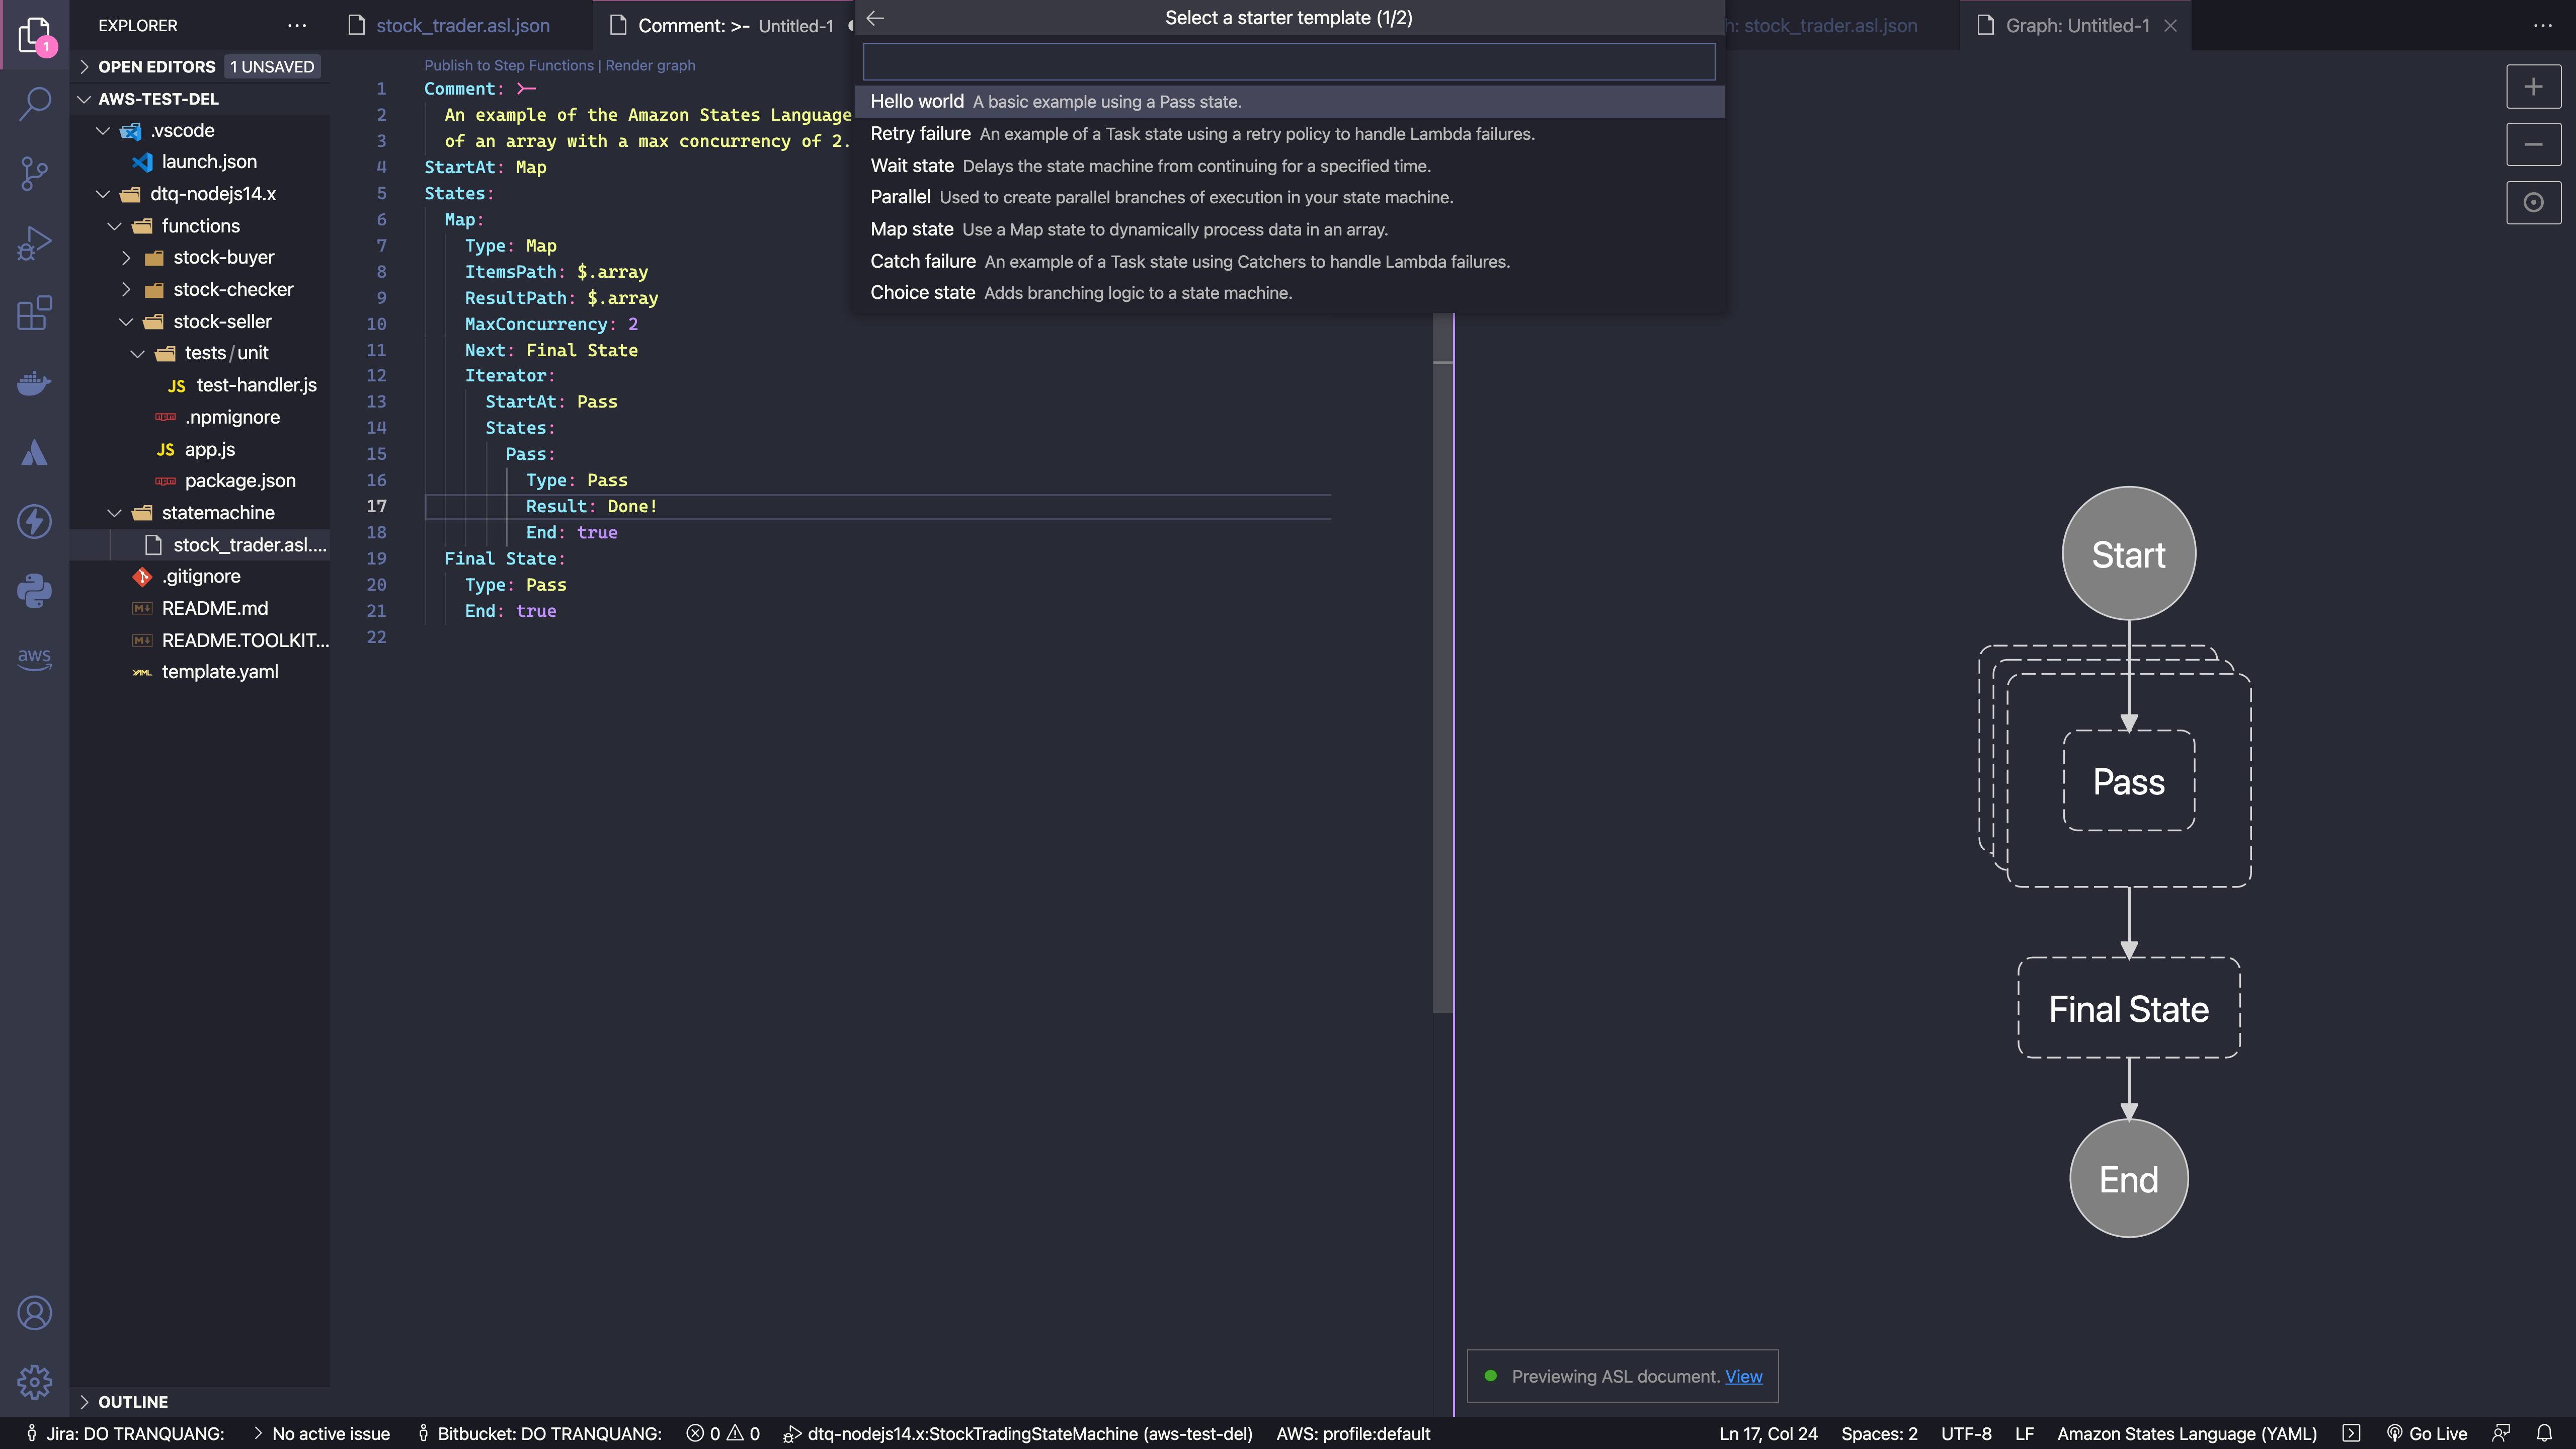 EXPLORER
1
OPEN EDITORS 1 UNSAVED
AWS-TEST-DEL
.vscode
launch.json
dtq-nodejs14.x
functions
stock-buyer
stock-checker
stock-seller
tests/unit
JS test-handler.js
.npmignore
JS app.js
package.json
statemachine
stock_trader.asl....
.gitignore
README.md
README.TOOLKIT...
template.yaml
aws
OUTLINE
stock_trader.asl.json
Comment: >- Untitled-1
Publish to Step Functions | Render graph
1 Comment: >-
2 An example of the Amazon States Language
3 of an array with a max concurrency of 2.
4 StartAt: Map
5 States:
6 Map:
7 Type: Map
8 ItemsPath: $.array
9 ResultPath: $.array
10 MaxConcurrency: 2
11 Next: Final State
12 Iterator:
13 StartAt: Pass
14 States:
15 Pass:
16 Type: Pass
17 Result: Done!
18 End: true
19 Final State:
20 Type: Pass
21 End: true
22
Select a starter template (1/2)
Hello world A basic example using a Pass state.
Retry failure An example of a Task state using a retry policy to handle Lambda failures.
Wait state Delays the state machine from continuing for a specified time.
Parallel Used to create parallel branches of execution in your state machine.
Map state Use a Map state to dynamically process data in an array.
Catch failure An example of a Task state using Catchers to handle Lambda failures.
Choice state Adds branching logic to a state machine.
h: stock_trader.asl.json
Graph: Untitled-1
Start
Pass
Final State
End
Previewing ASL document. View
Jira: DO TRANQUANG: No active issue Bitbucket: DO TRANQUANG: 0 0 dtq-nodejs14.x:StockTradingStateMachine (aws-test-del) AWS: profile:default Ln 17, Col 24 Spaces: 2 UTF-8 LF Amazon States Language (YAML) Go Live